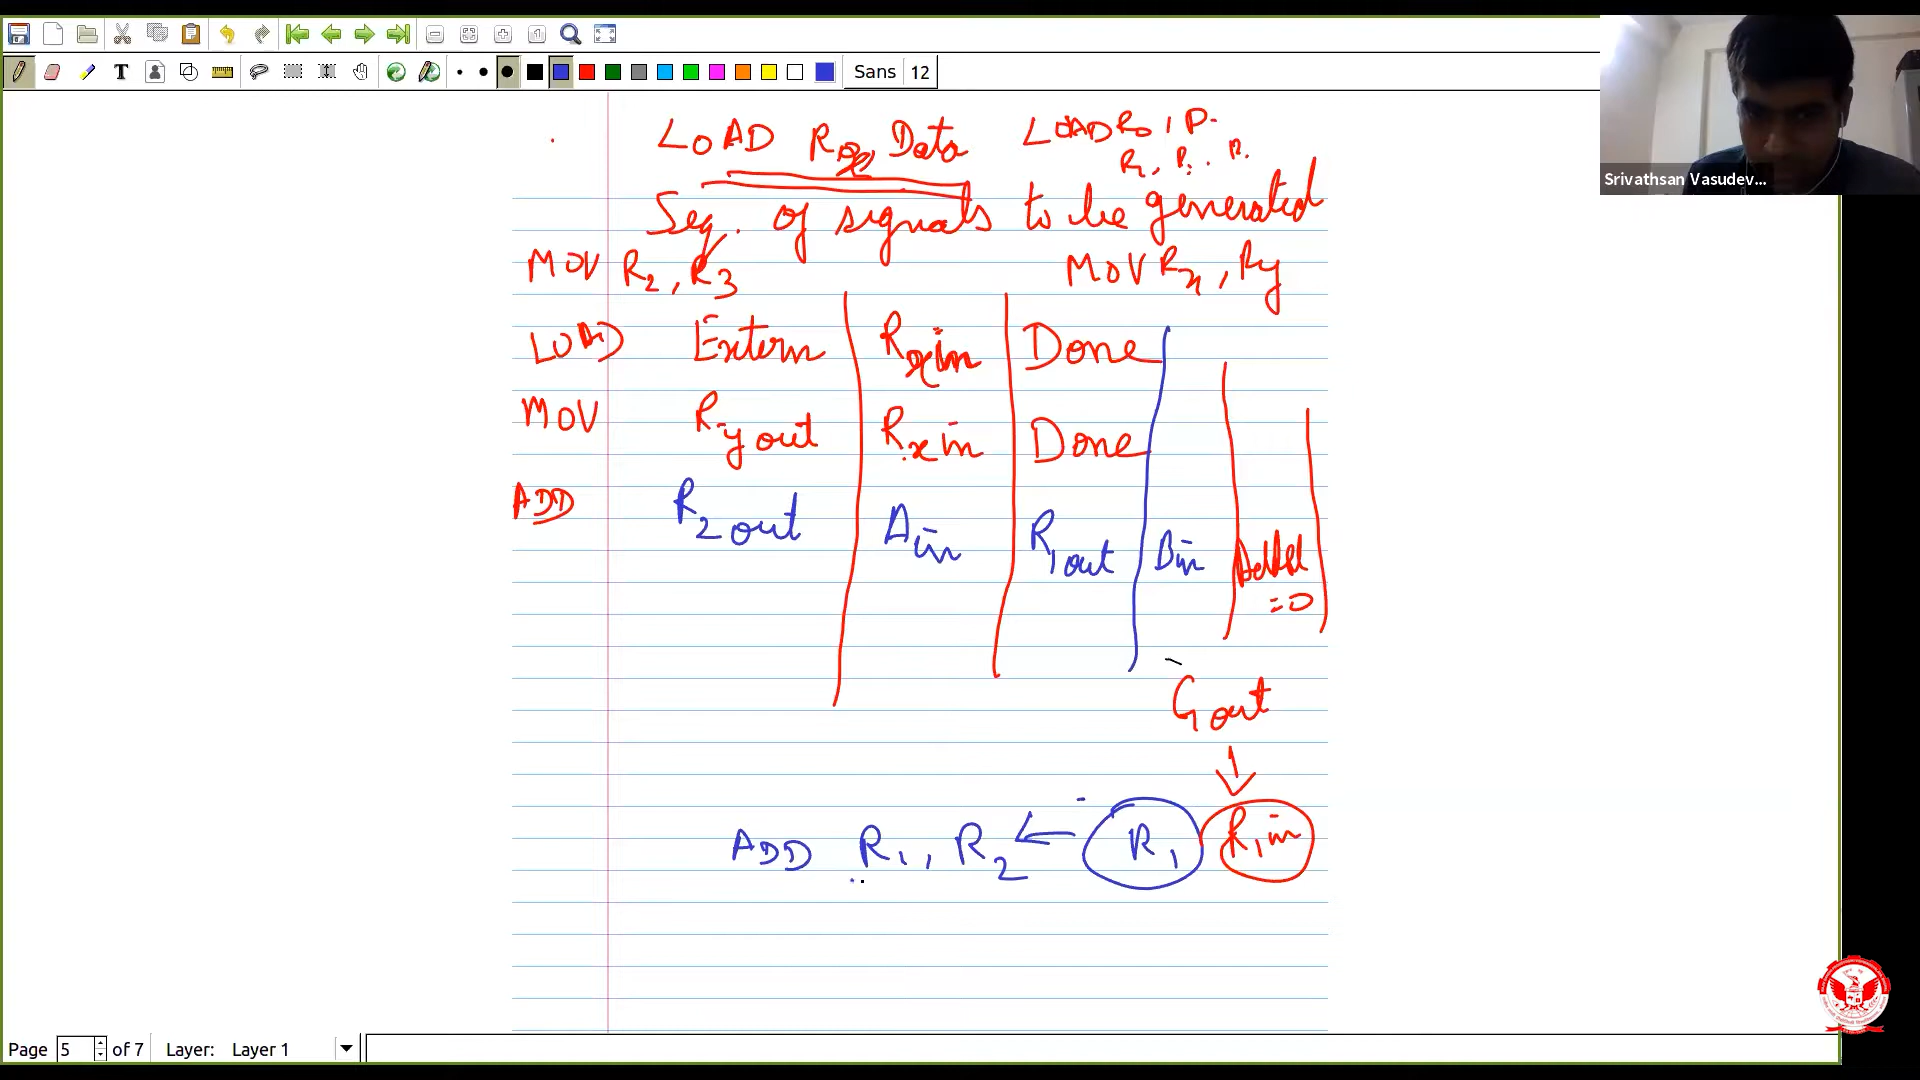 Sans 12
Srivathsan Vasudev...
LOAD Rx Data LOAD R0, D.
Seq. of signals to be generated
MOV R2, R3 MOV Rx, Ry
LOAD Extern Rxin Done
MOV Ryout Rxin Done
ADD R2out Ain R1out Bin
=0
Gout
ADD R1, R2 ← R1 R1in
Page 5 of 7 Layer: Layer 1